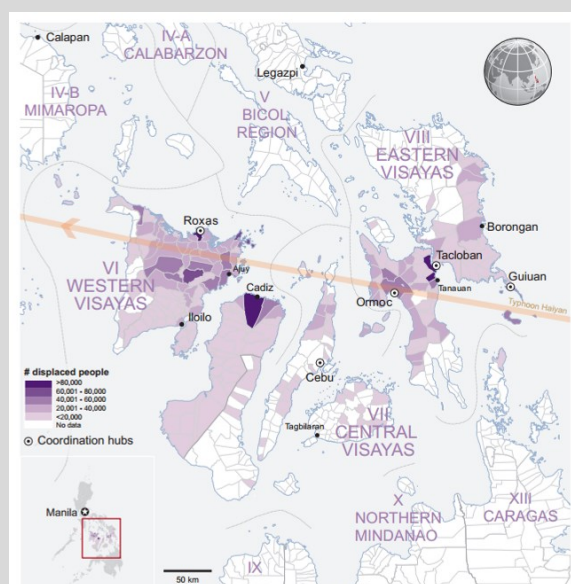 Calapan
IV-A
CALABARZON
Legazpi
IV-B
MIMAROPA
V
BICOL
REGION
VIII
EASTERN
VISAYAS
Roxas
Borongan
Tacloban
Ajuy
VI
WESTERN
VISAYAS
Cadiz
Tanauan
Guiuan
Ormoc
Typhoon Haiyan
Iloilo
# displaced people
>80,000
60,001 - 80,000
40,001 - 60,000
20,001 - 40,000
<20,000
No data
Coordination hubs
Cebu
VII
CENTRAL
VISAYAS
Tagbilaran
Manila
X
NORTHERN
MINDANAO
XIII
CARAGAS
IX
50 km